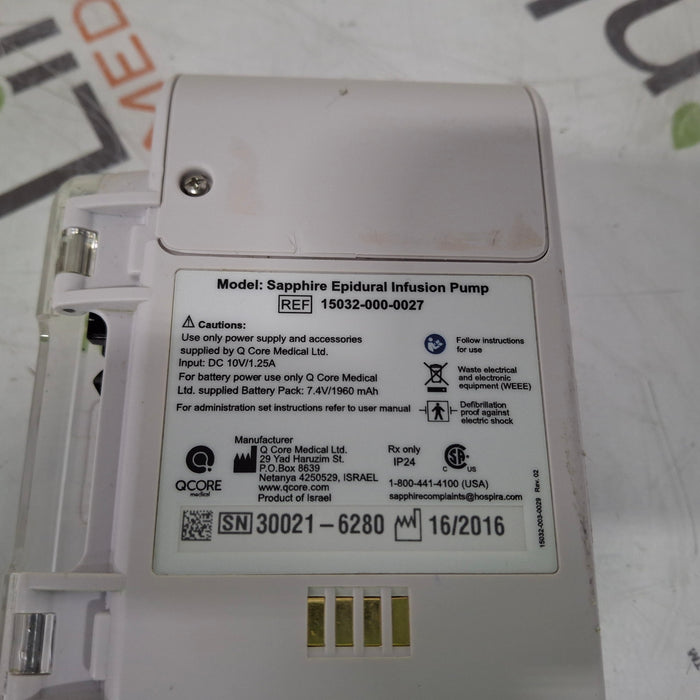 MED
Model: Sapphire Epidural Infusion Pump
REF 15032-000-0027
Cautions:
Use only power supply and accessories
supplied by Q Core Medical Ltd.
Input: DC 10V/1.25A
For battery power use only Q Core Medical
Ltd. supplied Battery Pack: 7.4V/1960 mAh
For administration set instructions refer to user manual
Follow instructions
for use
Waste electrical
and electronic
equipment (WEEE)
Defibrillation
proof against
electric shock
QCORE
medical
Manufacturer
Q Core Medical Ltd.
29 Yad Haruzim St.
P.O.Box 8639
Netanya 4250529, ISRAEL
www.qcore.com
Product of Israel
Rx only
IP24
C US
1-800-441-4100 (USA)
sapphirecomplaints@hospira.com
15032-003-0029 Rev. 02
SN 30021-6280 16/2016